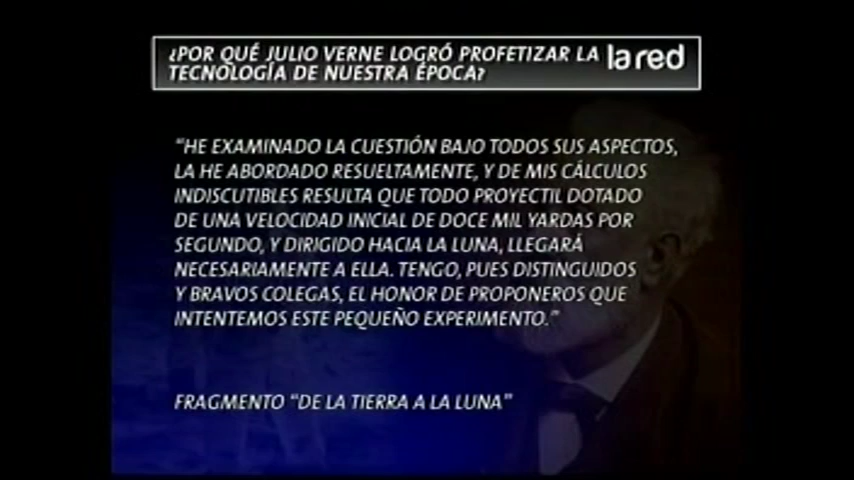 ¿POR QUÉ JULIO VERNE LOGRÓ PROFETIZAR LA
TECNOLOGÍA DE NUESTRA ÉPOCA?
la red
“HE EXAMINADO LA CUESTIÓN BAJO TODOS SUS ASPECTOS,
LA HE ABORDADO RESUELTAMENTE, Y DE MIS CÁLCULOS
INDISCUTIBLES RESULTA QUE TODO PROYECTIL DOTADO
DE UNA VELOCIDAD INICIAL DE DOCE MIL YARDAS POR
SEGUNDO, Y DIRIGIDO HACIA LA LUNA, LLEGARÁ
NECESARIAMENTE A ELLA. TENGO, PUES DISTINGUIDOS
Y BRAVOS COLEGAS, EL HONOR DE PROPONEROS QUE
INTENTEMOS ESTE PEQUEÑO EXPERIMENTO.”
FRAGMENTO “DE LA TIERRA A LA LUNA”